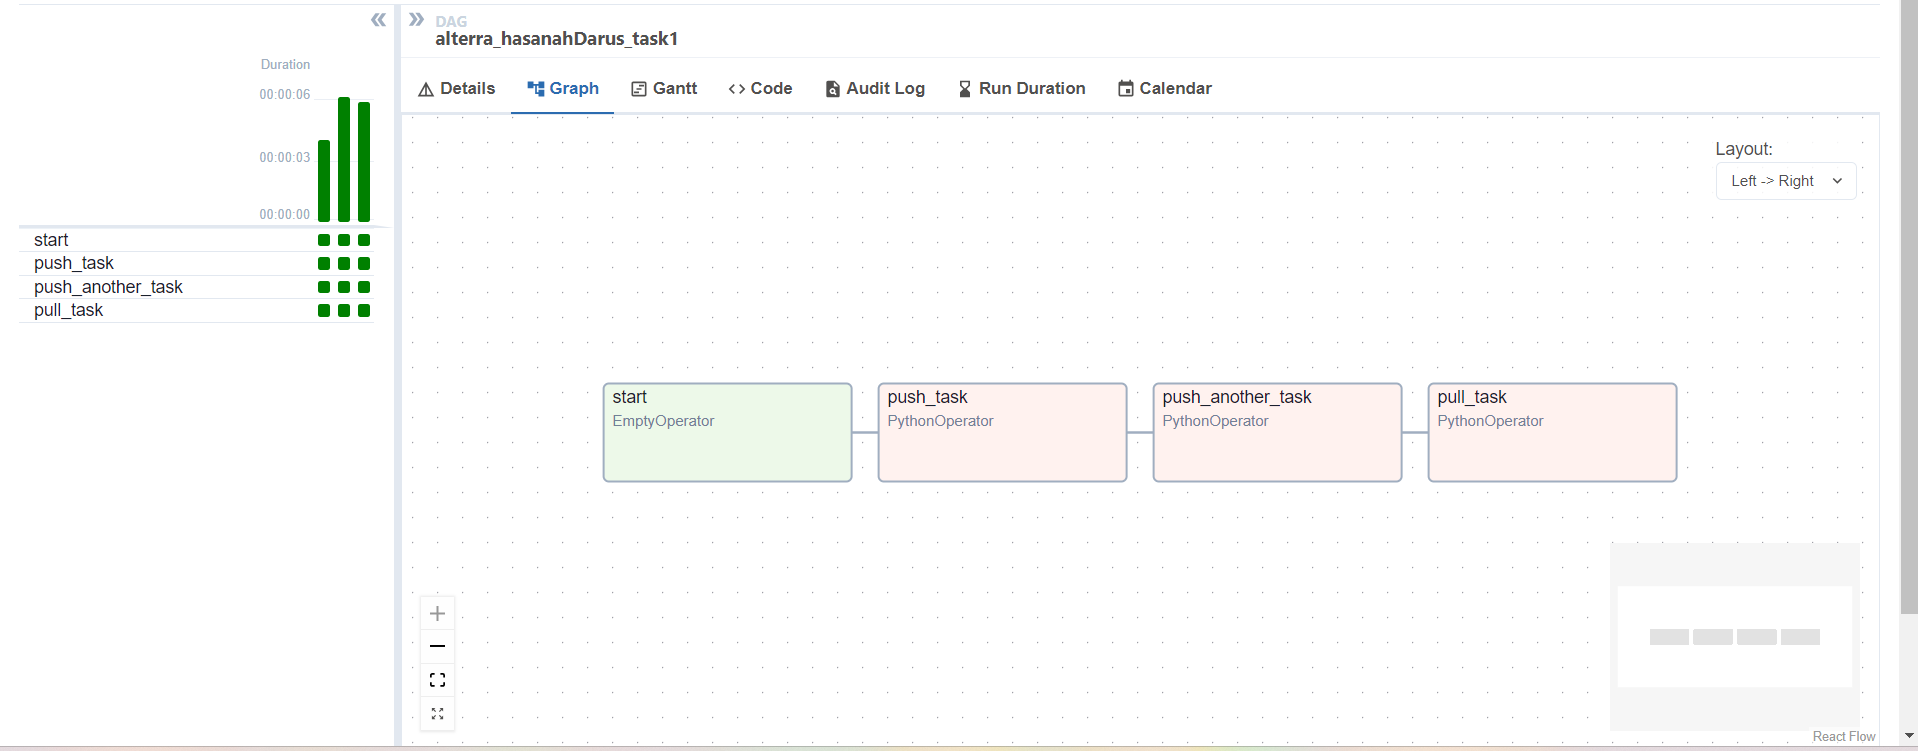 DAG
alterra_hasanahDarus_task1
Details Graph Gantt Code Audit Log Run Duration Calendar
Duration
00:00:06
00:00:03
00:00:00
start
push_task
push_another_task
pull_task
Layout:
Left -> Right
start
EmptyOperator
push_task
PythonOperator
push_another_task
PythonOperator
pull_task
PythonOperator
React Flow